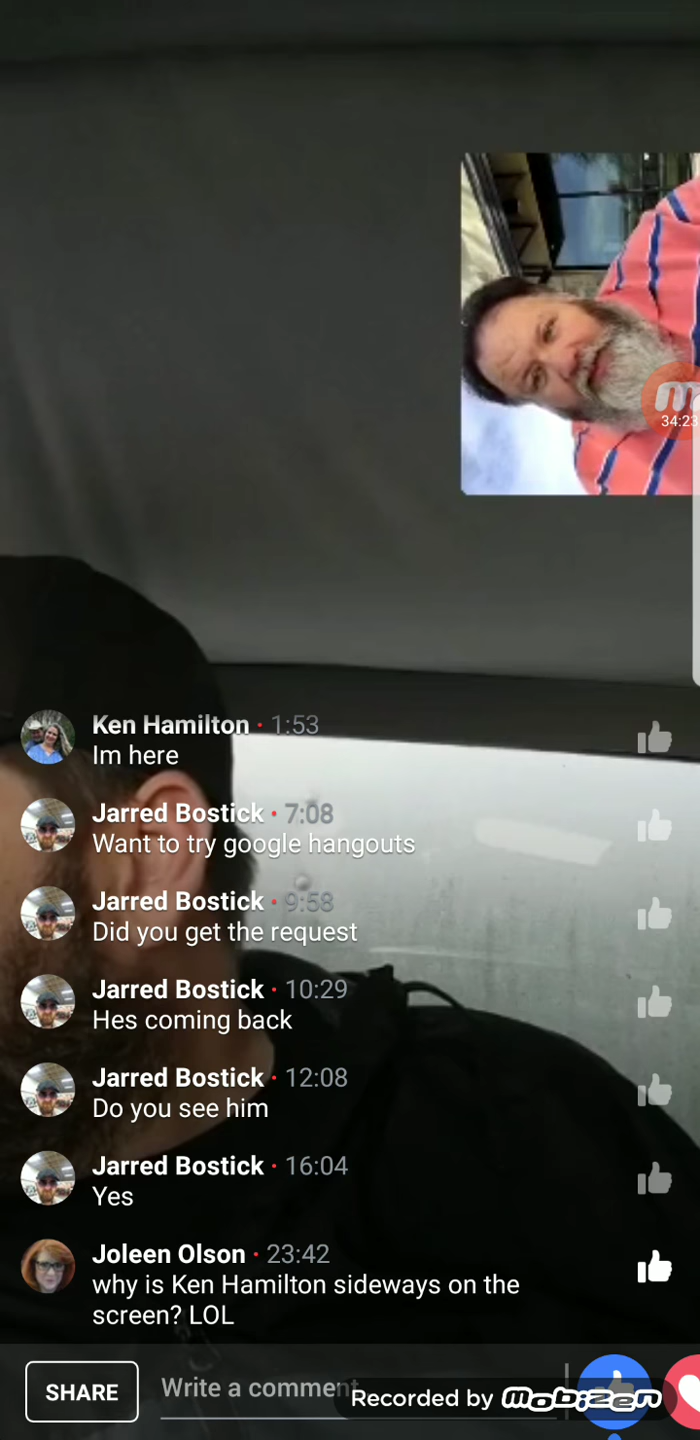 34:23
Ken Hamilton · 1:53
Im here
Jarred Bostick · 7:08
Want to try google hangouts
Jarred Bostick · 9:58
Did you get the request
Jarred Bostick · 10:29
Hes coming back
Jarred Bostick · 12:08
Do you see him
Jarred Bostick · 16:04
Yes
Joleen Olson · 23:42
why is Ken Hamilton sideways on the
screen? LOL
SHARE
Write a comment
Recorded by mobizen